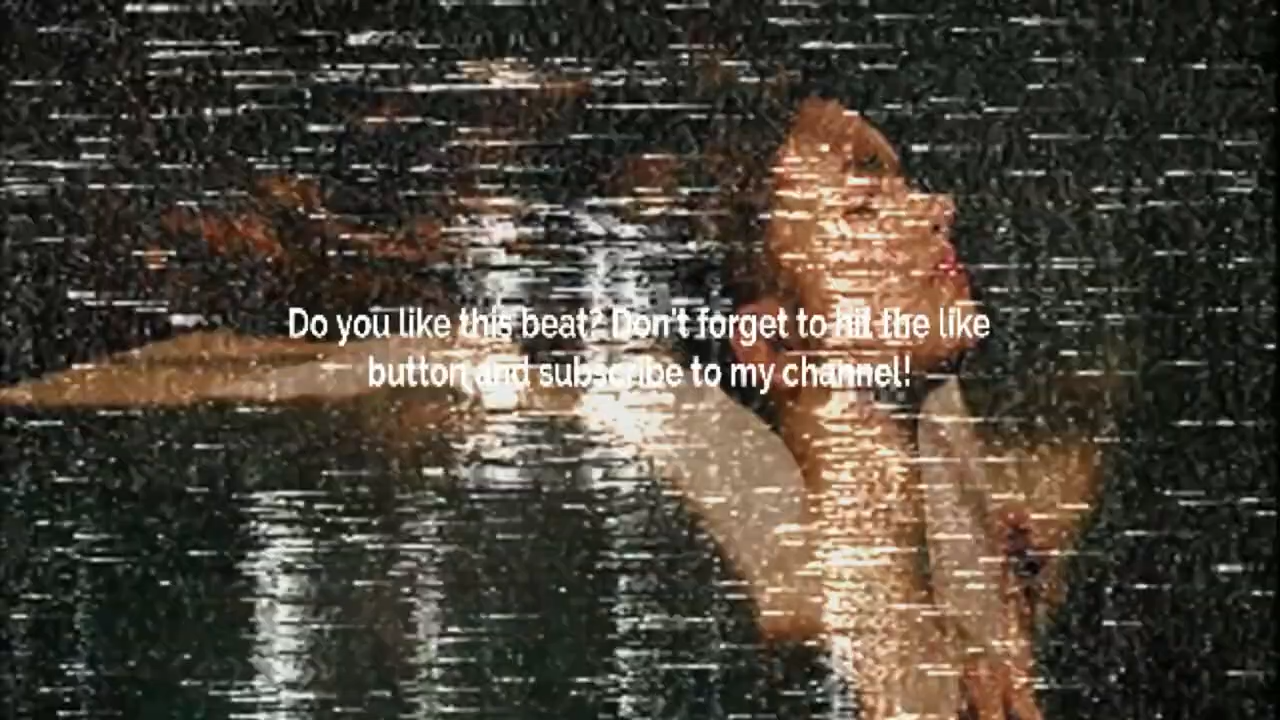 Do you like this beat? Don't forget to hit the like
button and subscribe to my channel!